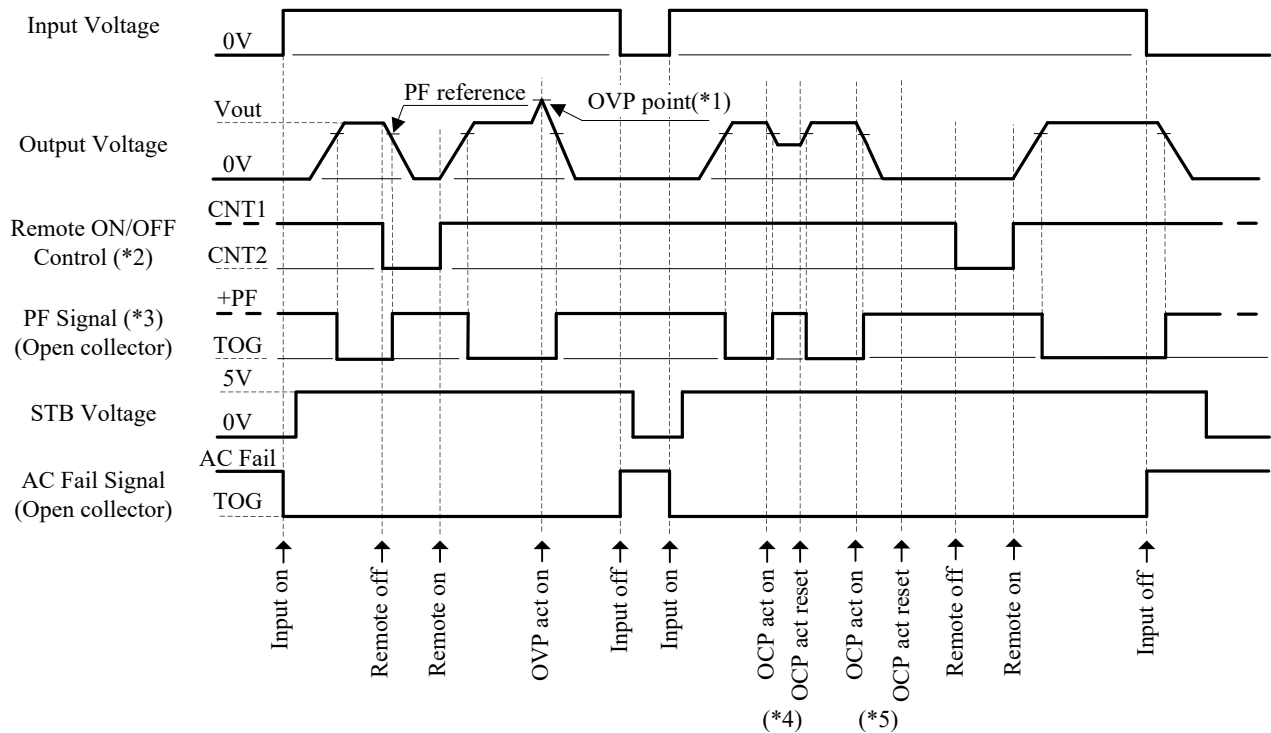 Input Voltage
0V
Vout
PF reference
OVP point(*1)
Output Voltage
0V
CNT1
Remote ON/OFF
Control (*2)
CNT2
+PF
PF Signal (*3)
(Open collector)
TOG
5V
STB Voltage
0V
AC Fail
AC Fail Signal
(Open collector)
TOG
Input on
Remote off
Remote on
OVP act on
Input off
Input on
OCP act on
OCP act reset
OCP act on
OCP act reset
Remote off
Remote on
Input off
(*4)
(*5)